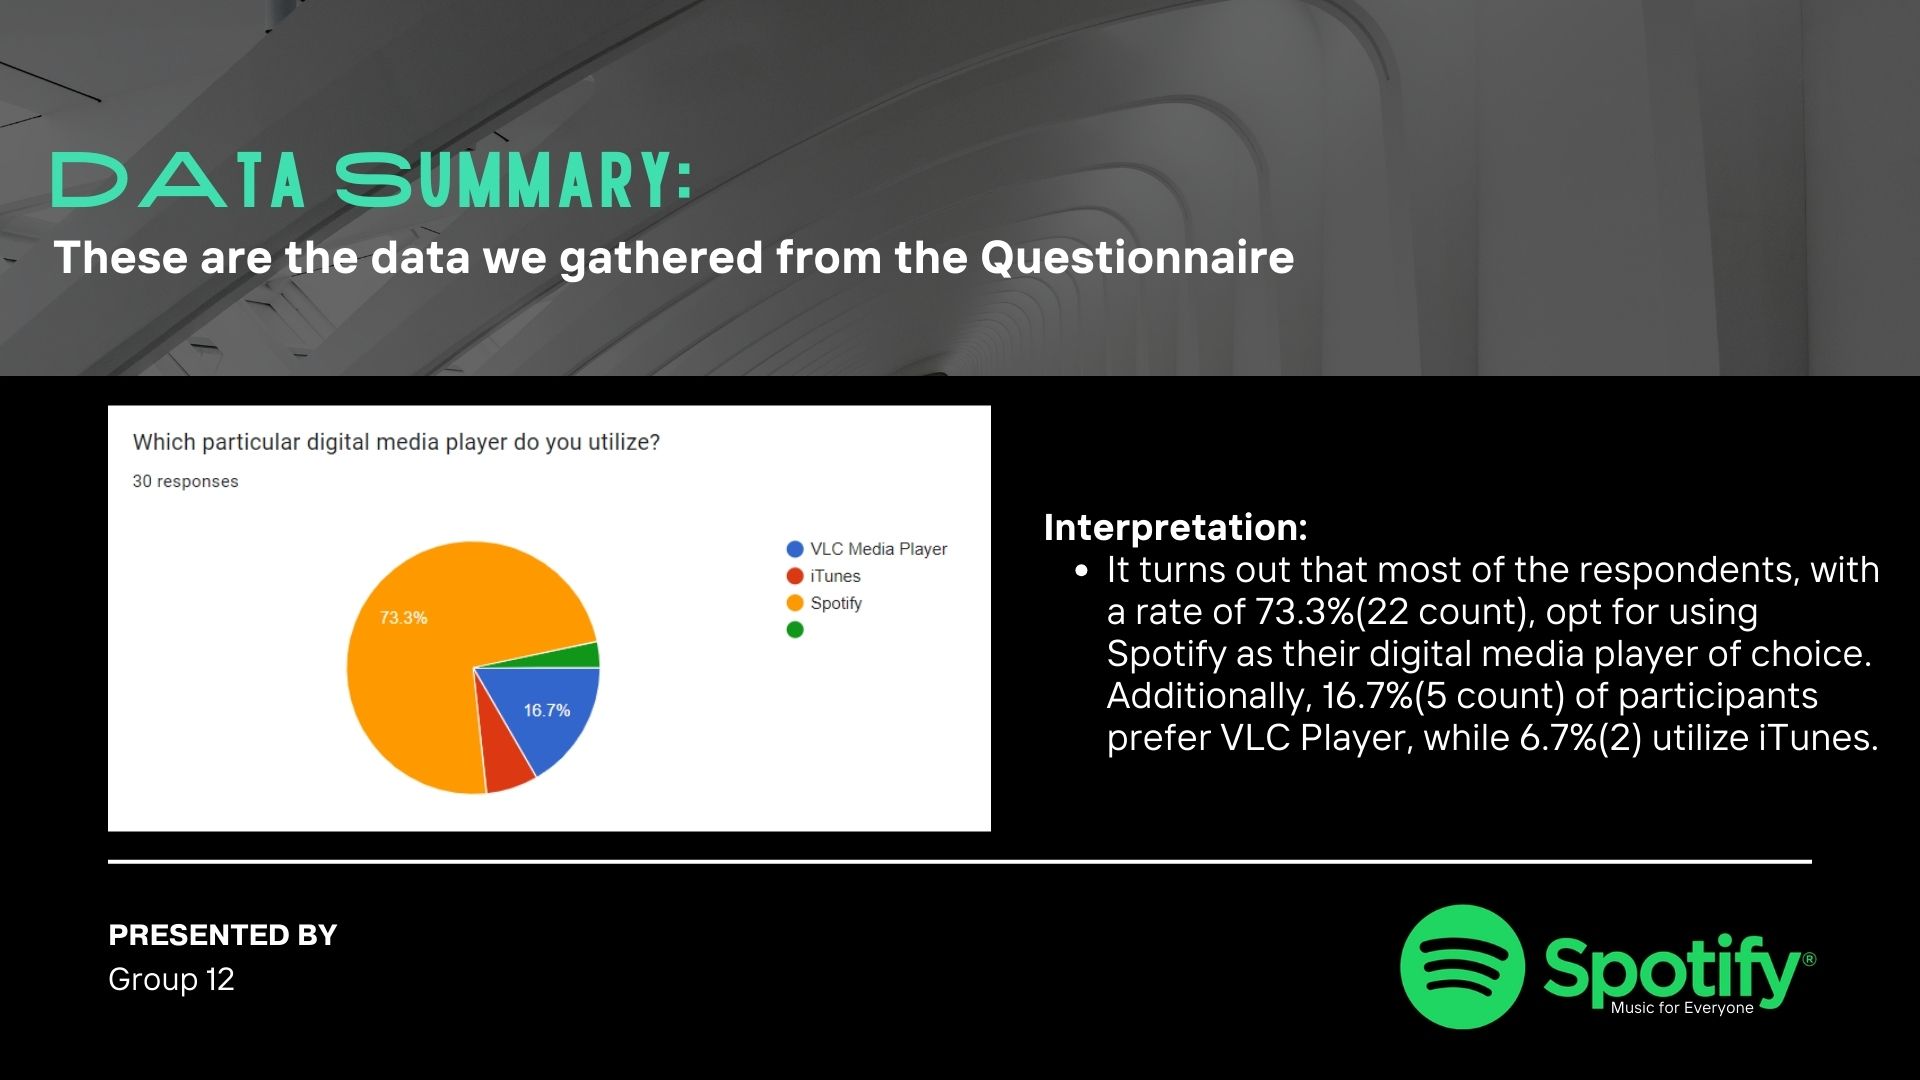 DATA SUMMARY:
These are the data we gathered from the Questionnaire
Which particular digital media player do you utilize?
30 responses
VLC Media Player
iTunes
Spotify
73.3%
16.7%
Interpretation:
• It turns out that most of the respondents, with
a rate of 73.3%(22 count), opt for using
Spotify as their digital media player of choice.
Additionally, 16.7%(5 count) of participants
prefer VLC Player, while 6.7%(2) utilize iTunes.
PRESENTED BY
Group 12
Spotify®
Music for Everyone